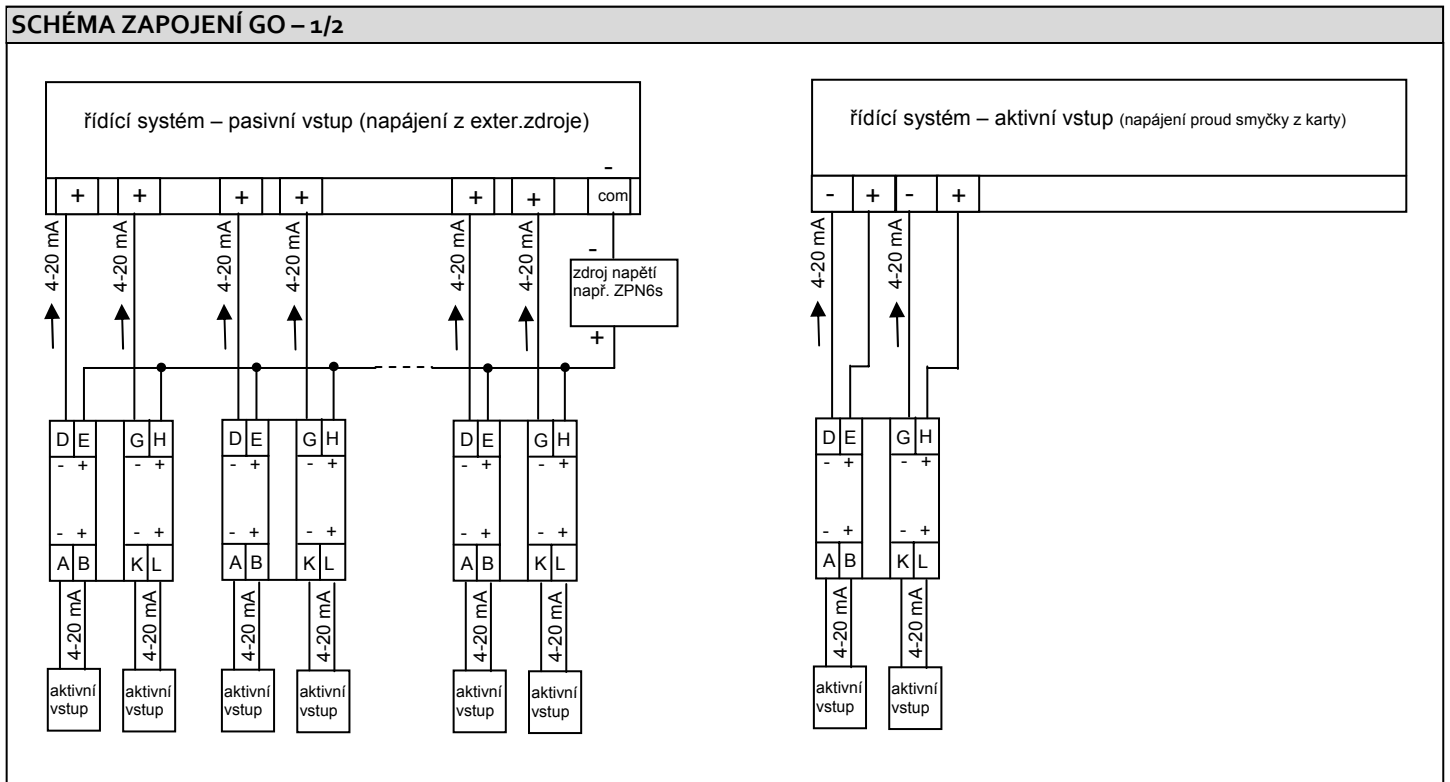 SCHÉMA ZAPOJENÍ GO – 1/2
řídící systém – pasivní vstup (napájení z exter.zdroje)
-
+ + + + + + com
4-20 mA 4-20 mA 4-20 mA 4-20 mA 4-20 mA 4-20 mA
-
zdroj napětí
např. ZPN6s
+
D E G H D E G H D E G H
- + - + - + - + - + - +
- + - + - + - + - + - +
A B K L A B K L A B K L
4-20 mA 4-20 mA 4-20 mA 4-20 mA 4-20 mA 4-20 mA
aktivní aktivní aktivní aktivní aktivní aktivní
vstup vstup vstup vstup vstup vstup
řídící systém – aktivní vstup (napájení proud smyčky z karty)
- + - +
4-20 mA 4-20 mA
D E G H
- + - +
- + - +
A B K L
4-20 mA 4-20 mA
aktivní aktivní
vstup vstup